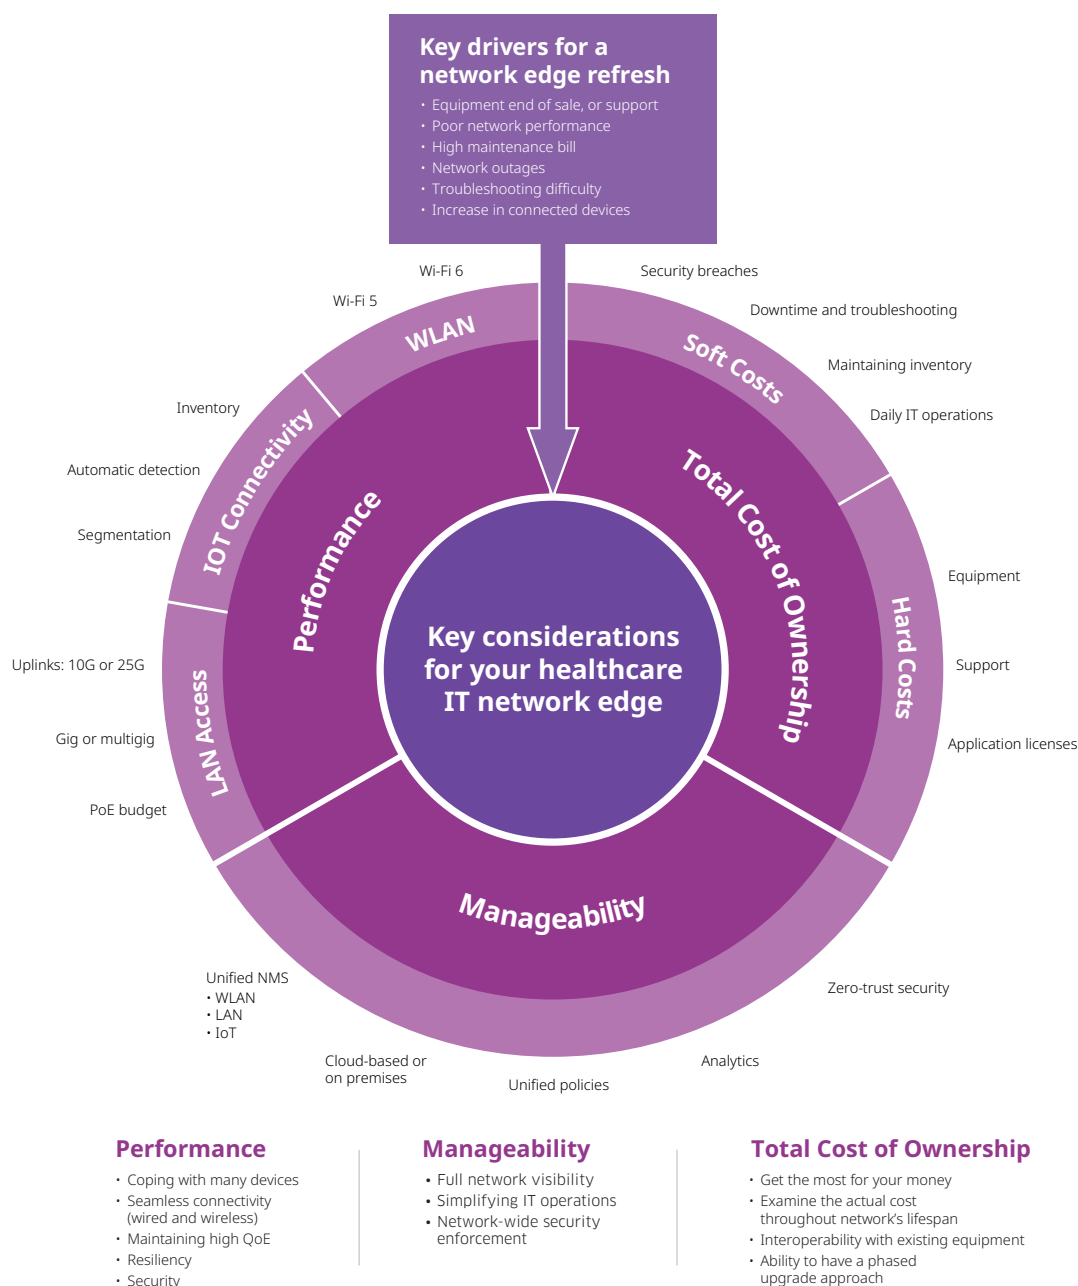 Key drivers for a
network edge refresh
• Equipment end of sale, or support
• Poor network performance
• High maintenance bill
• Network outages
• Troubleshooting difficulty
• Increase in connected devices
Wi-Fi 6
Wi-Fi 5
WLAN
Inventory
Automatic detection
Segmentation
IOT Connectivity
Uplinks: 10G or 25G
Gig or multigig
PoE budget
LAN Access
Performance
Security breaches
Downtime and troubleshooting
Maintaining inventory
Daily IT operations
Soft Costs
Equipment
Support
Application licenses
Hard Costs
Total Cost of Ownership
Key considerations
for your healthcare
IT network edge
Manageability
Unified NMS
• WLAN
• LAN
• IoT
Cloud-based or
on premises
Unified policies
Analytics
Zero-trust security
Performance
• Coping with many devices
• Seamless connectivity
(wired and wireless)
• Maintaining high QoE
• Resiliency
• Security
Manageability
• Full network visibility
• Simplifying IT operations
• Network-wide security
enforcement
Total Cost of Ownership
• Get the most for your money
• Examine the actual cost
throughout network's lifespan
• Interoperability with existing equipment
• Ability to have a phased
upgrade approach